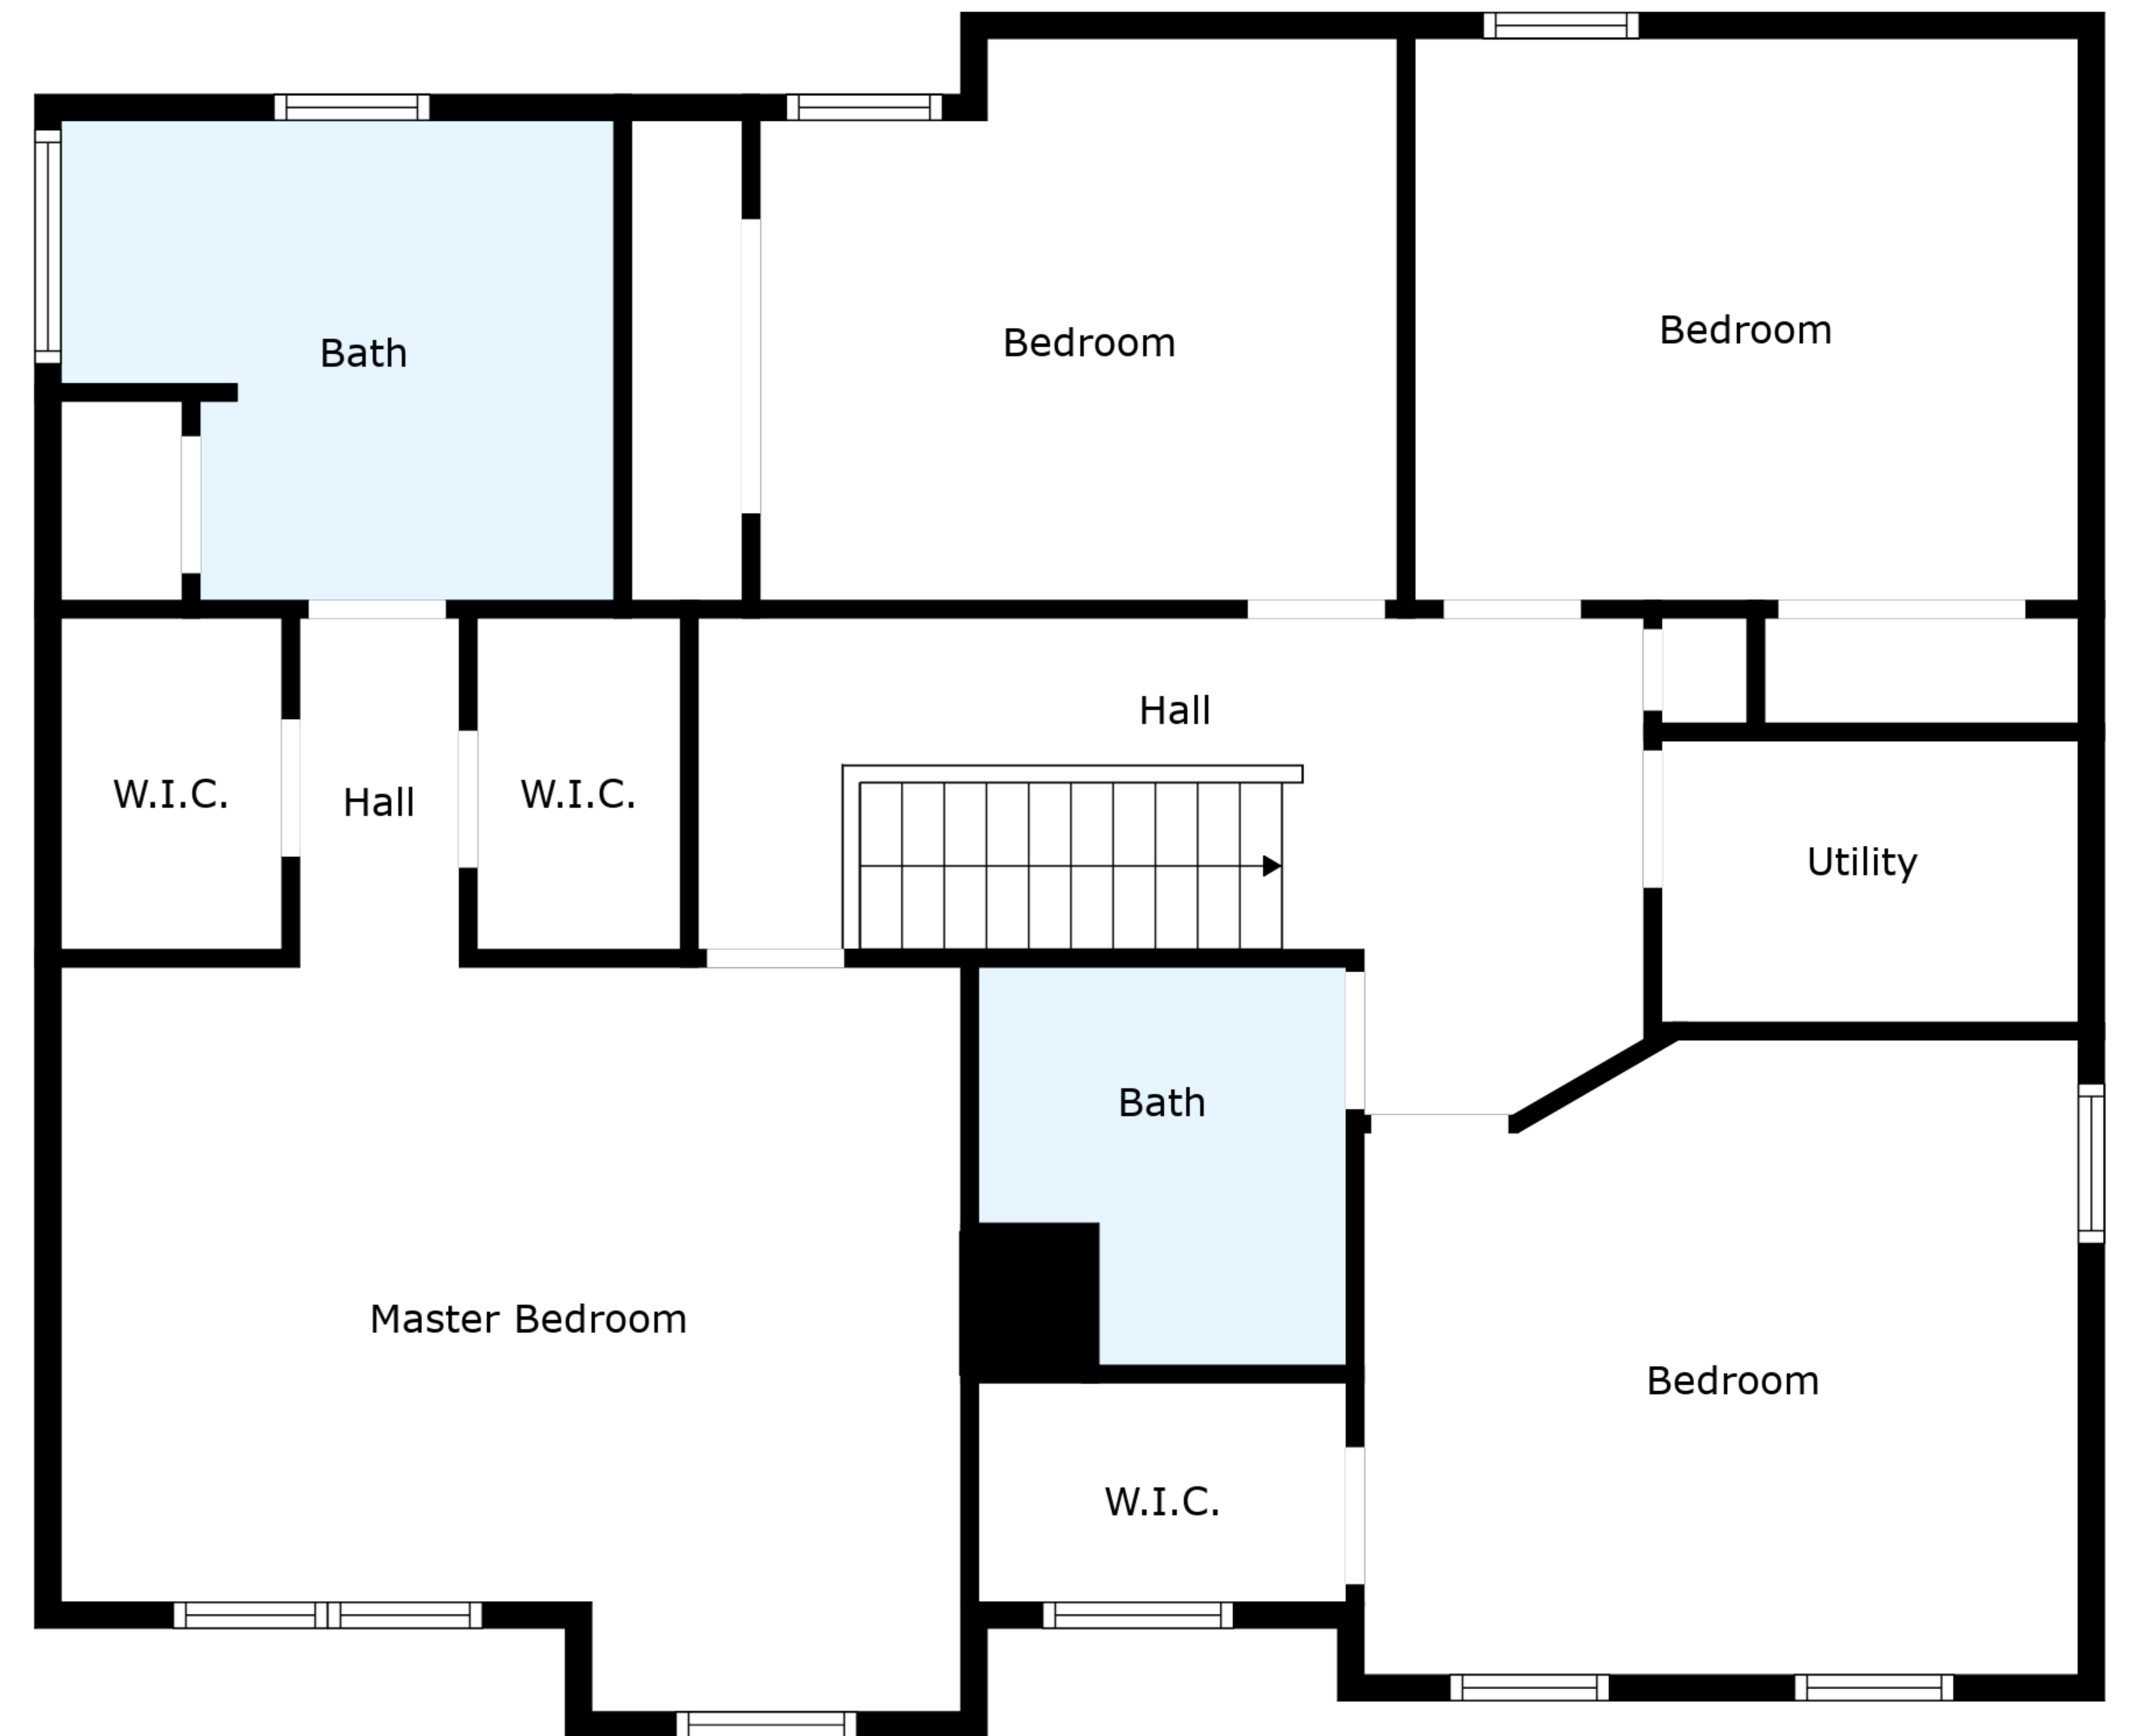 Bedroom
Bedroom
Bath
Hall
W.I.C.
Hall
W.I.C.
Utility
Bath
Master Bedroom
Bedroom
W.I.C.